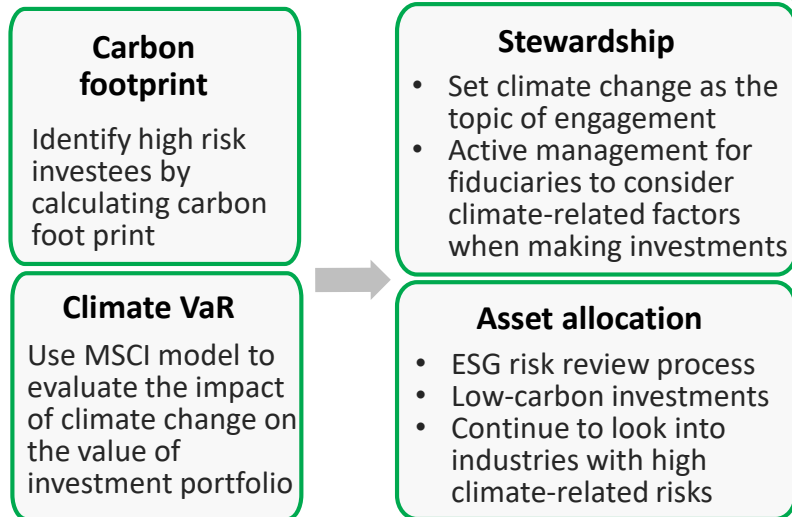 Carbon
footprint
Identify high risk
investees by
calculating carbon
foot print
Climate VaR
Use MSCI model to
evaluate the impact
of climate change on
the value of
investment portfolio
Stewardship
• Set climate change as the
topic of engagement
• Active management for
fiduciaries to consider
climate-related factors
when making investments
Asset allocation
• ESG risk review process
• Low-carbon investments
• Continue to look into
industries with high
climate-related risks